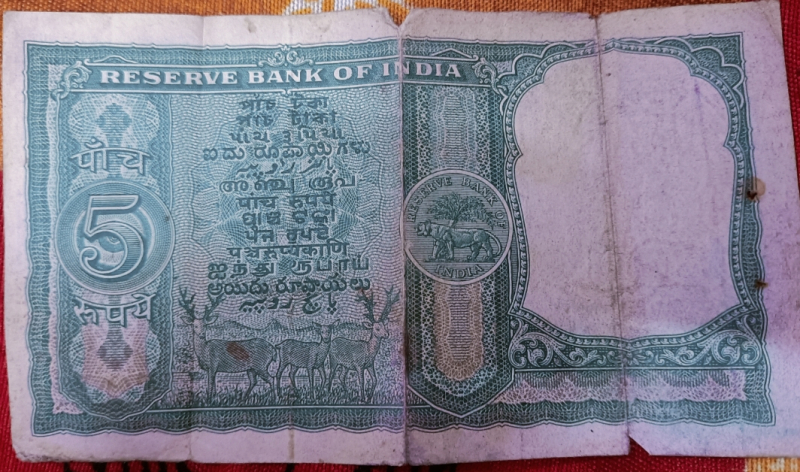 RESERVE BANK OF INDIA
पाँच
5
रूपये
পাঁচ টকা
পাঁচ টাকা
પાંચ રૂપિયા
ಐದು ರೂಪಾಯಿಗಳು
അഞ്ചു രൂപ
पाच रुपये
ପାଞ୍ଚ ଟଙ୍କା
ਪੰਜ ਰੁਪਏ
पञ्चरूप्यकाणि
ஐந்து ரூபாய்
అయిదు రూపాయలు
RESERVE BANK OF
INDIA